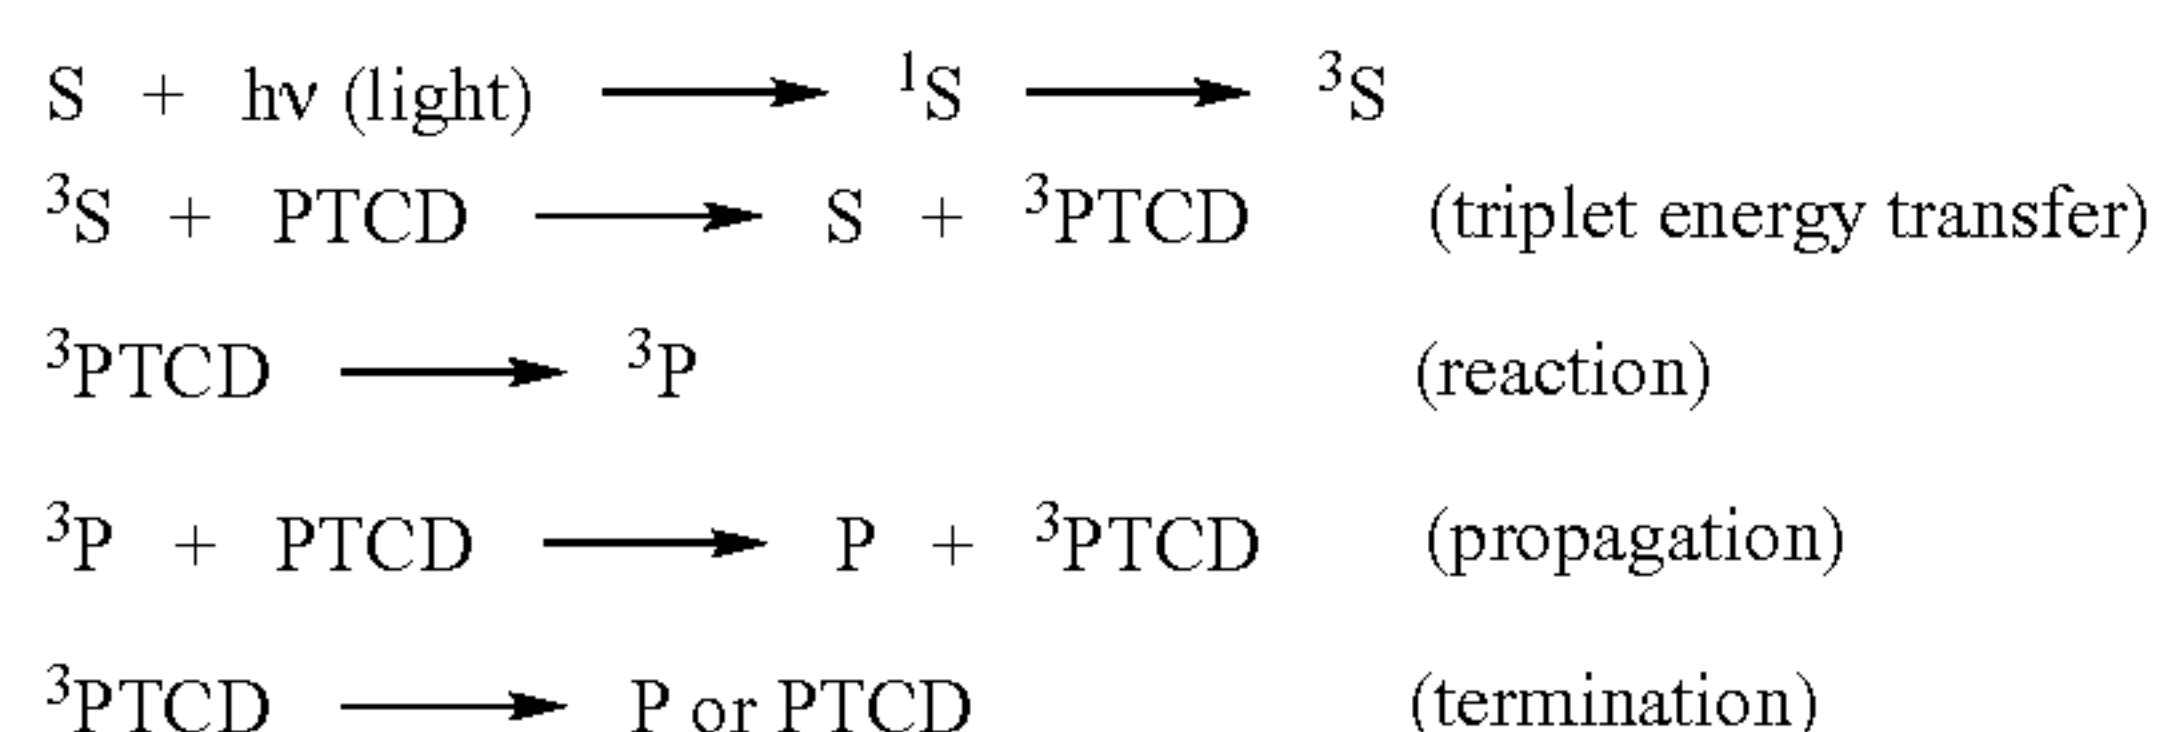 S + hν (light) ⟶ ¹S ⟶ ³S
³S + PTCD ⟶ S + ³PTCD (triplet energy transfer)
³PTCD ⟶ ³P (reaction)
³P + PTCD ⟶ P + ³PTCD (propagation)
³PTCD ⟶ P or PTCD (termination)